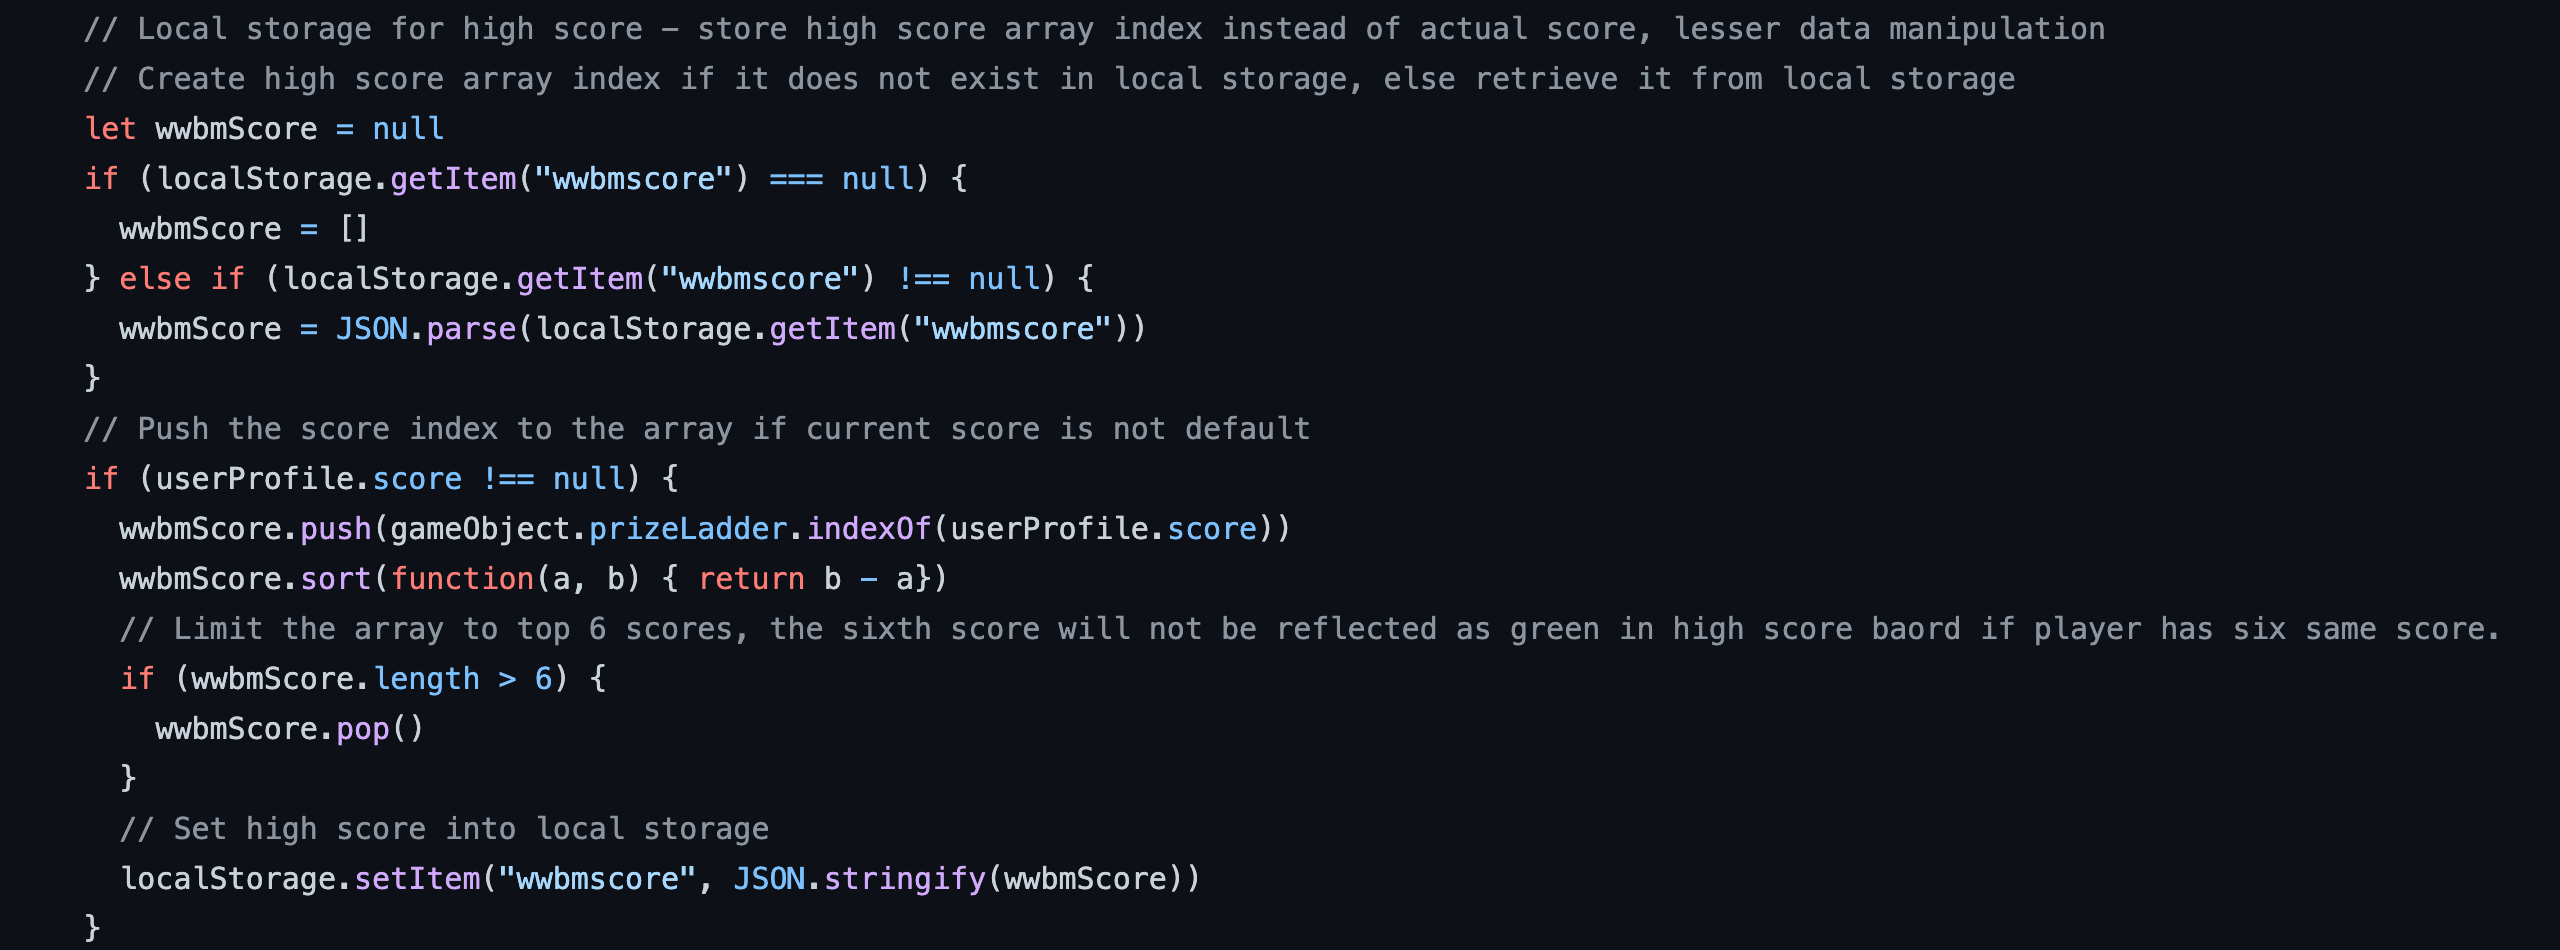 // Local storage for high score – store high score array index instead of actual score, lesser data manipulation
// Create high score array index if it does not exist in local storage, else retrieve it from local storage
let wwbmScore = null
if (localStorage.getItem("wwbmscore") === null) {
  wwbmScore = []
} else if (localStorage.getItem("wwbmscore") !== null) {
  wwbmScore = JSON.parse(localStorage.getItem("wwbmscore"))
}
// Push the score index to the array if current score is not default
if (userProfile.score !== null) {
  wwbmScore.push(gameObject.prizeLadder.indexOf(userProfile.score))
  wwbmScore.sort(function(a, b) { return b - a})
  // Limit the array to top 6 scores, the sixth score will not be reflected as green in high score baord if player has six same score.
  if (wwbmScore.length > 6) {
    wwbmScore.pop()
  }
  // Set high score into local storage
  localStorage.setItem("wwbmscore", JSON.stringify(wwbmScore))
}